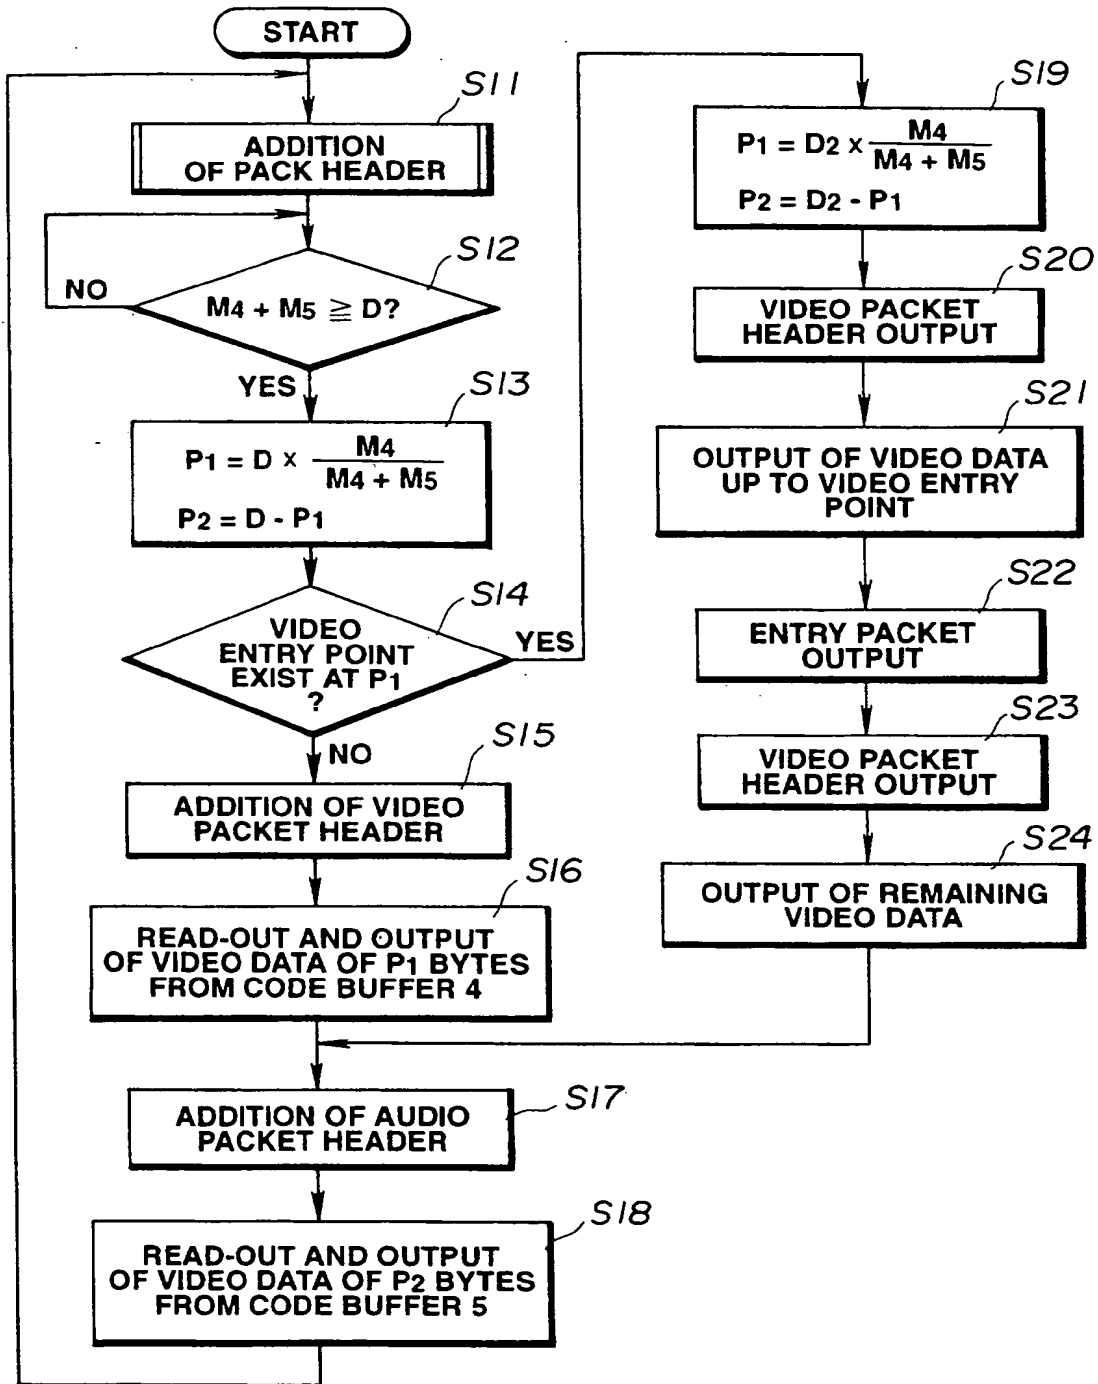 START
S11
ADDITION
OF PACK HEADER
S12
NO
M4 + M5 ≧ D?
YES
S13
P1 = D × M4
M4 + M5
P2 = D - P1
S14
VIDEO
ENTRY POINT
EXIST AT P1
?
YES
NO
S15
ADDITION OF VIDEO
PACKET HEADER
S16
READ-OUT AND OUTPUT
OF VIDEO DATA OF P1 BYTES
FROM CODE BUFFER 4
S17
ADDITION OF AUDIO
PACKET HEADER
S18
READ-OUT AND OUTPUT
OF VIDEO DATA OF P2 BYTES
FROM CODE BUFFER 5
S19
P1 = D2 × M4
M4 + M5
P2 = D2 - P1
S20
VIDEO PACKET
HEADER OUTPUT
S21
OUTPUT OF VIDEO DATA
UP TO VIDEO ENTRY
POINT
S22
ENTRY PACKET
OUTPUT
S23
VIDEO PACKET
HEADER OUTPUT
S24
OUTPUT OF REMAINING
VIDEO DATA